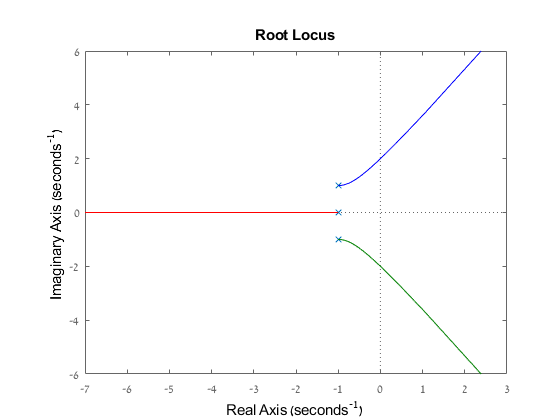 Root Locus
6
4
2
0
-2
-4
-6
Imaginary Axis (seconds⁻¹)
-7 -6 -5 -4 -3 -2 -1 0 1 2 3
Real Axis (seconds⁻¹)